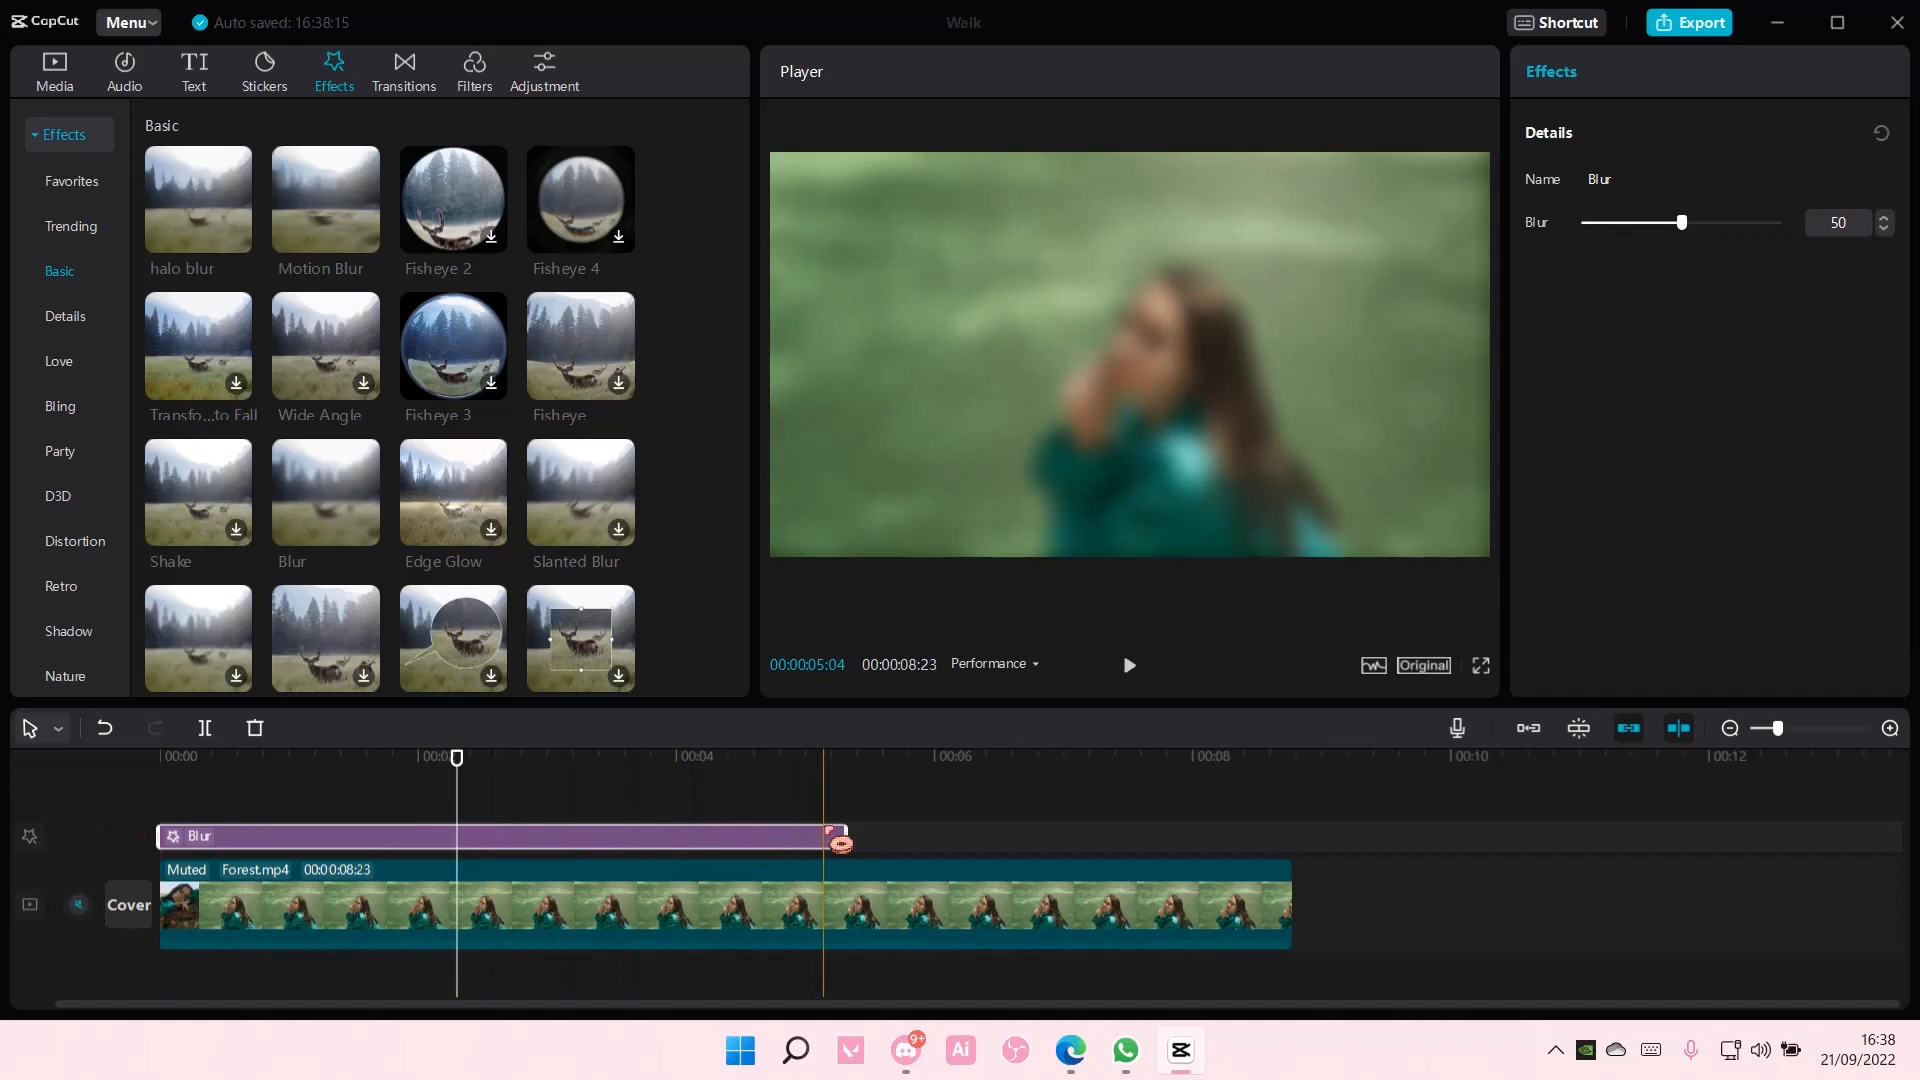 CapCut
Menu
Auto saved: 16:38:15
Walk
Shortcut
Export
Media
Audio
TI
Text
Stickers
Effects
Transitions
Filters
Adjustment
Effects
Favorites
Trending
Basic
Details
Love
Bling
Party
D3D
Distortion
Retro
Shadow
Nature
Basic
halo blur
Motion Blur
Fisheye 2
Fisheye 4
Transfo...to Fall
Wide Angle
Fisheye 3
Fisheye
Shake
Blur
Edge Glow
Slanted Blur
Player
00:00:05:04
00:00:08:23
Performance
Original
Effects
Details
Name
Blur
Blur
50
00:00
00:04
00:06
00:08
00:10
00:12
Blur
Muted
Forest.mp4
00:00:08:23
Cover
9+
Ai
16:38
21/09/2022